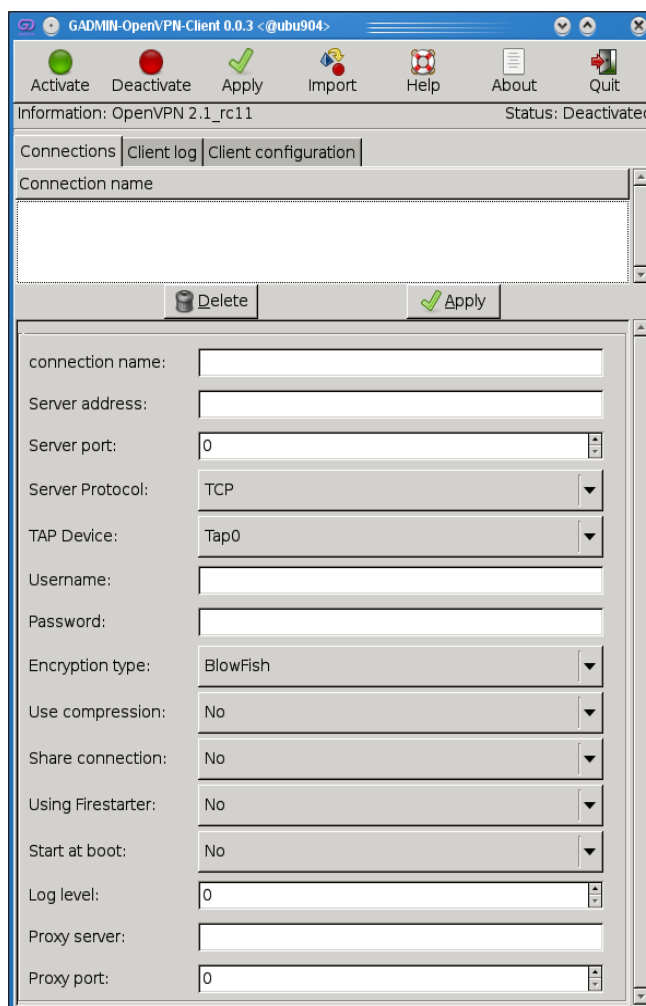 GADMIN-OpenVPN-Client 0.0.3 <@ubu904>
Activate Deactivate Apply Import Help About Quit
Information: OpenVPN 2.1_rc11 Status: Deactivated
Connections Client log Client configuration
Connection name
Delete Apply
connection name:
Server address:
Server port: 0
Server Protocol: TCP
TAP Device: Tap0
Username:
Password:
Encryption type: BlowFish
Use compression: No
Share connection: No
Using Firestarter: No
Start at boot: No
Log level: 0
Proxy server:
Proxy port: 0